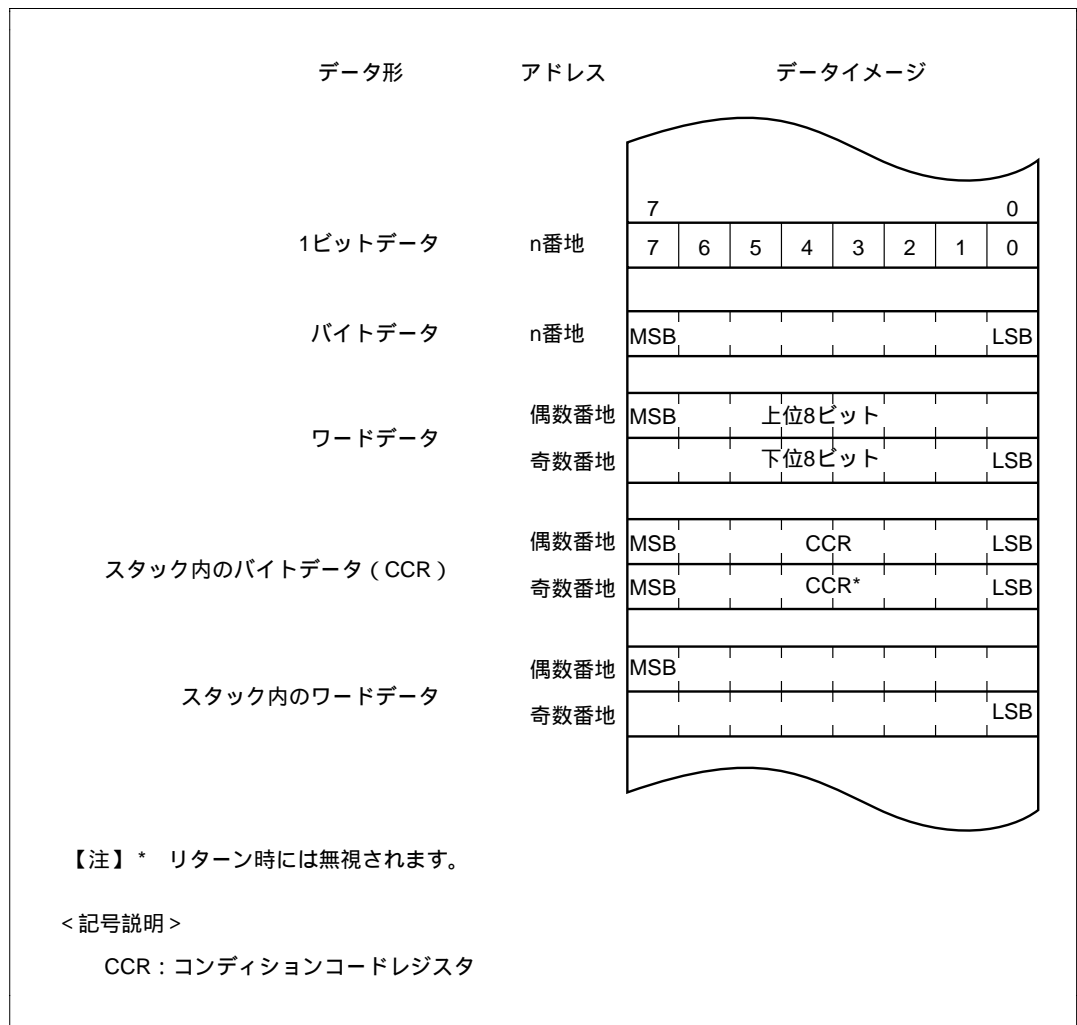 データ形 アドレス データイメージ
7 0
1ビットデータ n番地 7 6 5 4 3 2 1 0
バイトデータ n番地 MSB LSB
ワードデータ
偶数番地 MSB 上位8ビット
奇数番地 下位8ビット LSB
スタック内のバイトデータ（CCR）
偶数番地 MSB CCR LSB
奇数番地 MSB CCR* LSB
スタック内のワードデータ
偶数番地 MSB
奇数番地 LSB
【注】* リターン時には無視されます。
<記号説明>
CCR：コンディションコードレジスタ